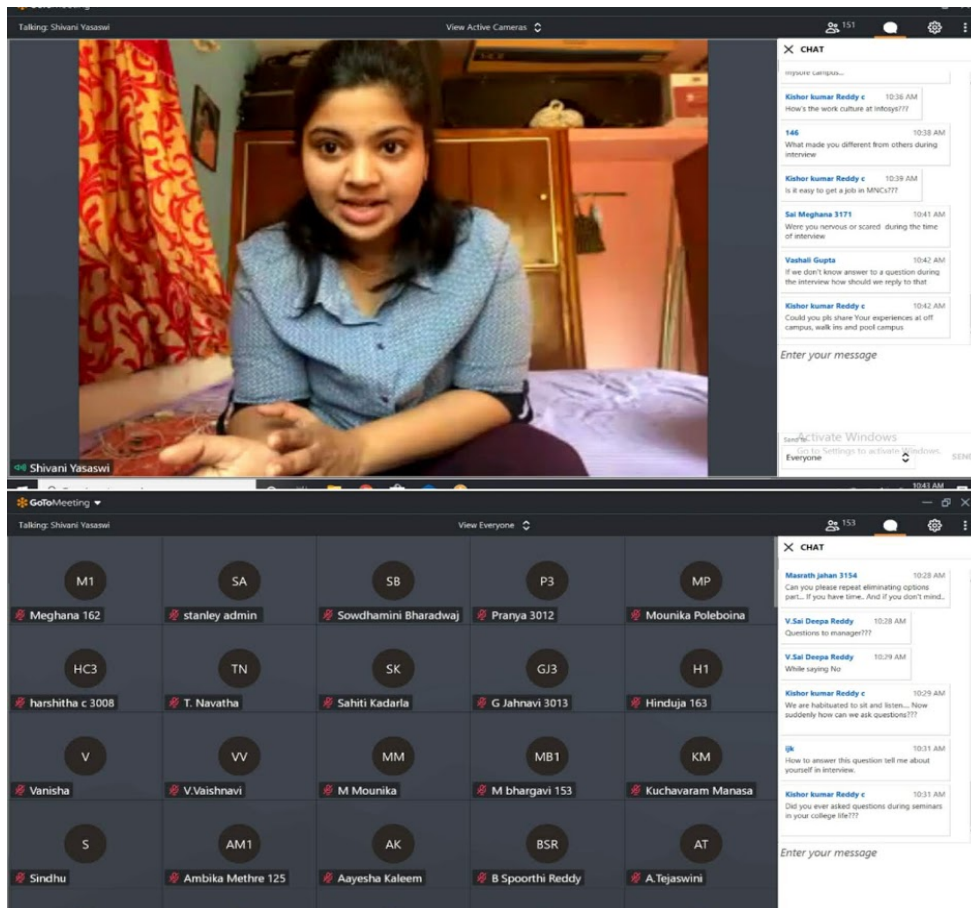 GoToMeeting
Talking: Shivani Yasaswi
View Active Cameras
151
CHAT
mysore campus...
Kishor kumar Reddy c 10:36 AM
How's the work culture at Infosys???
146 10:38 AM
What made you different from others during
interview
Kishor kumar Reddy c 10:39 AM
Is it easy to get a job in MNCs???
Sai Meghana 3171 10:41 AM
Were you nervous or scared during the time
of interview
Vashali Gupta 10:42 AM
If we don't know answer to a question during
the interview how should we reply to that
Kishor kumar Reddy c 10:42 AM
Could you pls share Your experiences at off
campus, walk ins and pool campus
Enter your message
Send to
Activate Windows
Go to Settings to activate Windows.
Everyone
SEND
Shivani Yasaswi
10:43 AM
GoToMeeting
Talking: Shivani Yasaswi
View Everyone
153
M1 SA SB P3 MP
Meghana 162 stanley admin Sowdhamini Bharadwaj Pranya 3012 Mounika Poleboina
HC3 TN SK GJ3 H1
harshitha c 3008 T. Navatha Sahiti Kadarla G Jahnavi 3013 Hinduja 163
V VV MM MB1 KM
Vanisha V.Vaishnavi M Mounika M bhargavi 153 Kuchavaram Manasa
S AM1 AK BSR AT
Sindhu Ambika Methre 125 Aayesha Kaleem B Spoorthi Reddy A.Tejaswini
CHAT
Masrath jahan 3154 10:28 AM
Can you please repeat eliminating options
part... If you have time.. And if you don't mind..
V.Sai Deepa Reddy 10:28 AM
Questions to manager???
V.Sai Deepa Reddy 10:29 AM
While saying No
Kishor kumar Reddy c 10:29 AM
We are habituated to sit and listen.... Now
suddenly how can we ask questions???
ijk 10:31 AM
How to answer this question tell me about
yourself in interview.
Kishor kumar Reddy c 10:31 AM
Did you ever asked questions during seminars
in your college life???
Enter your message